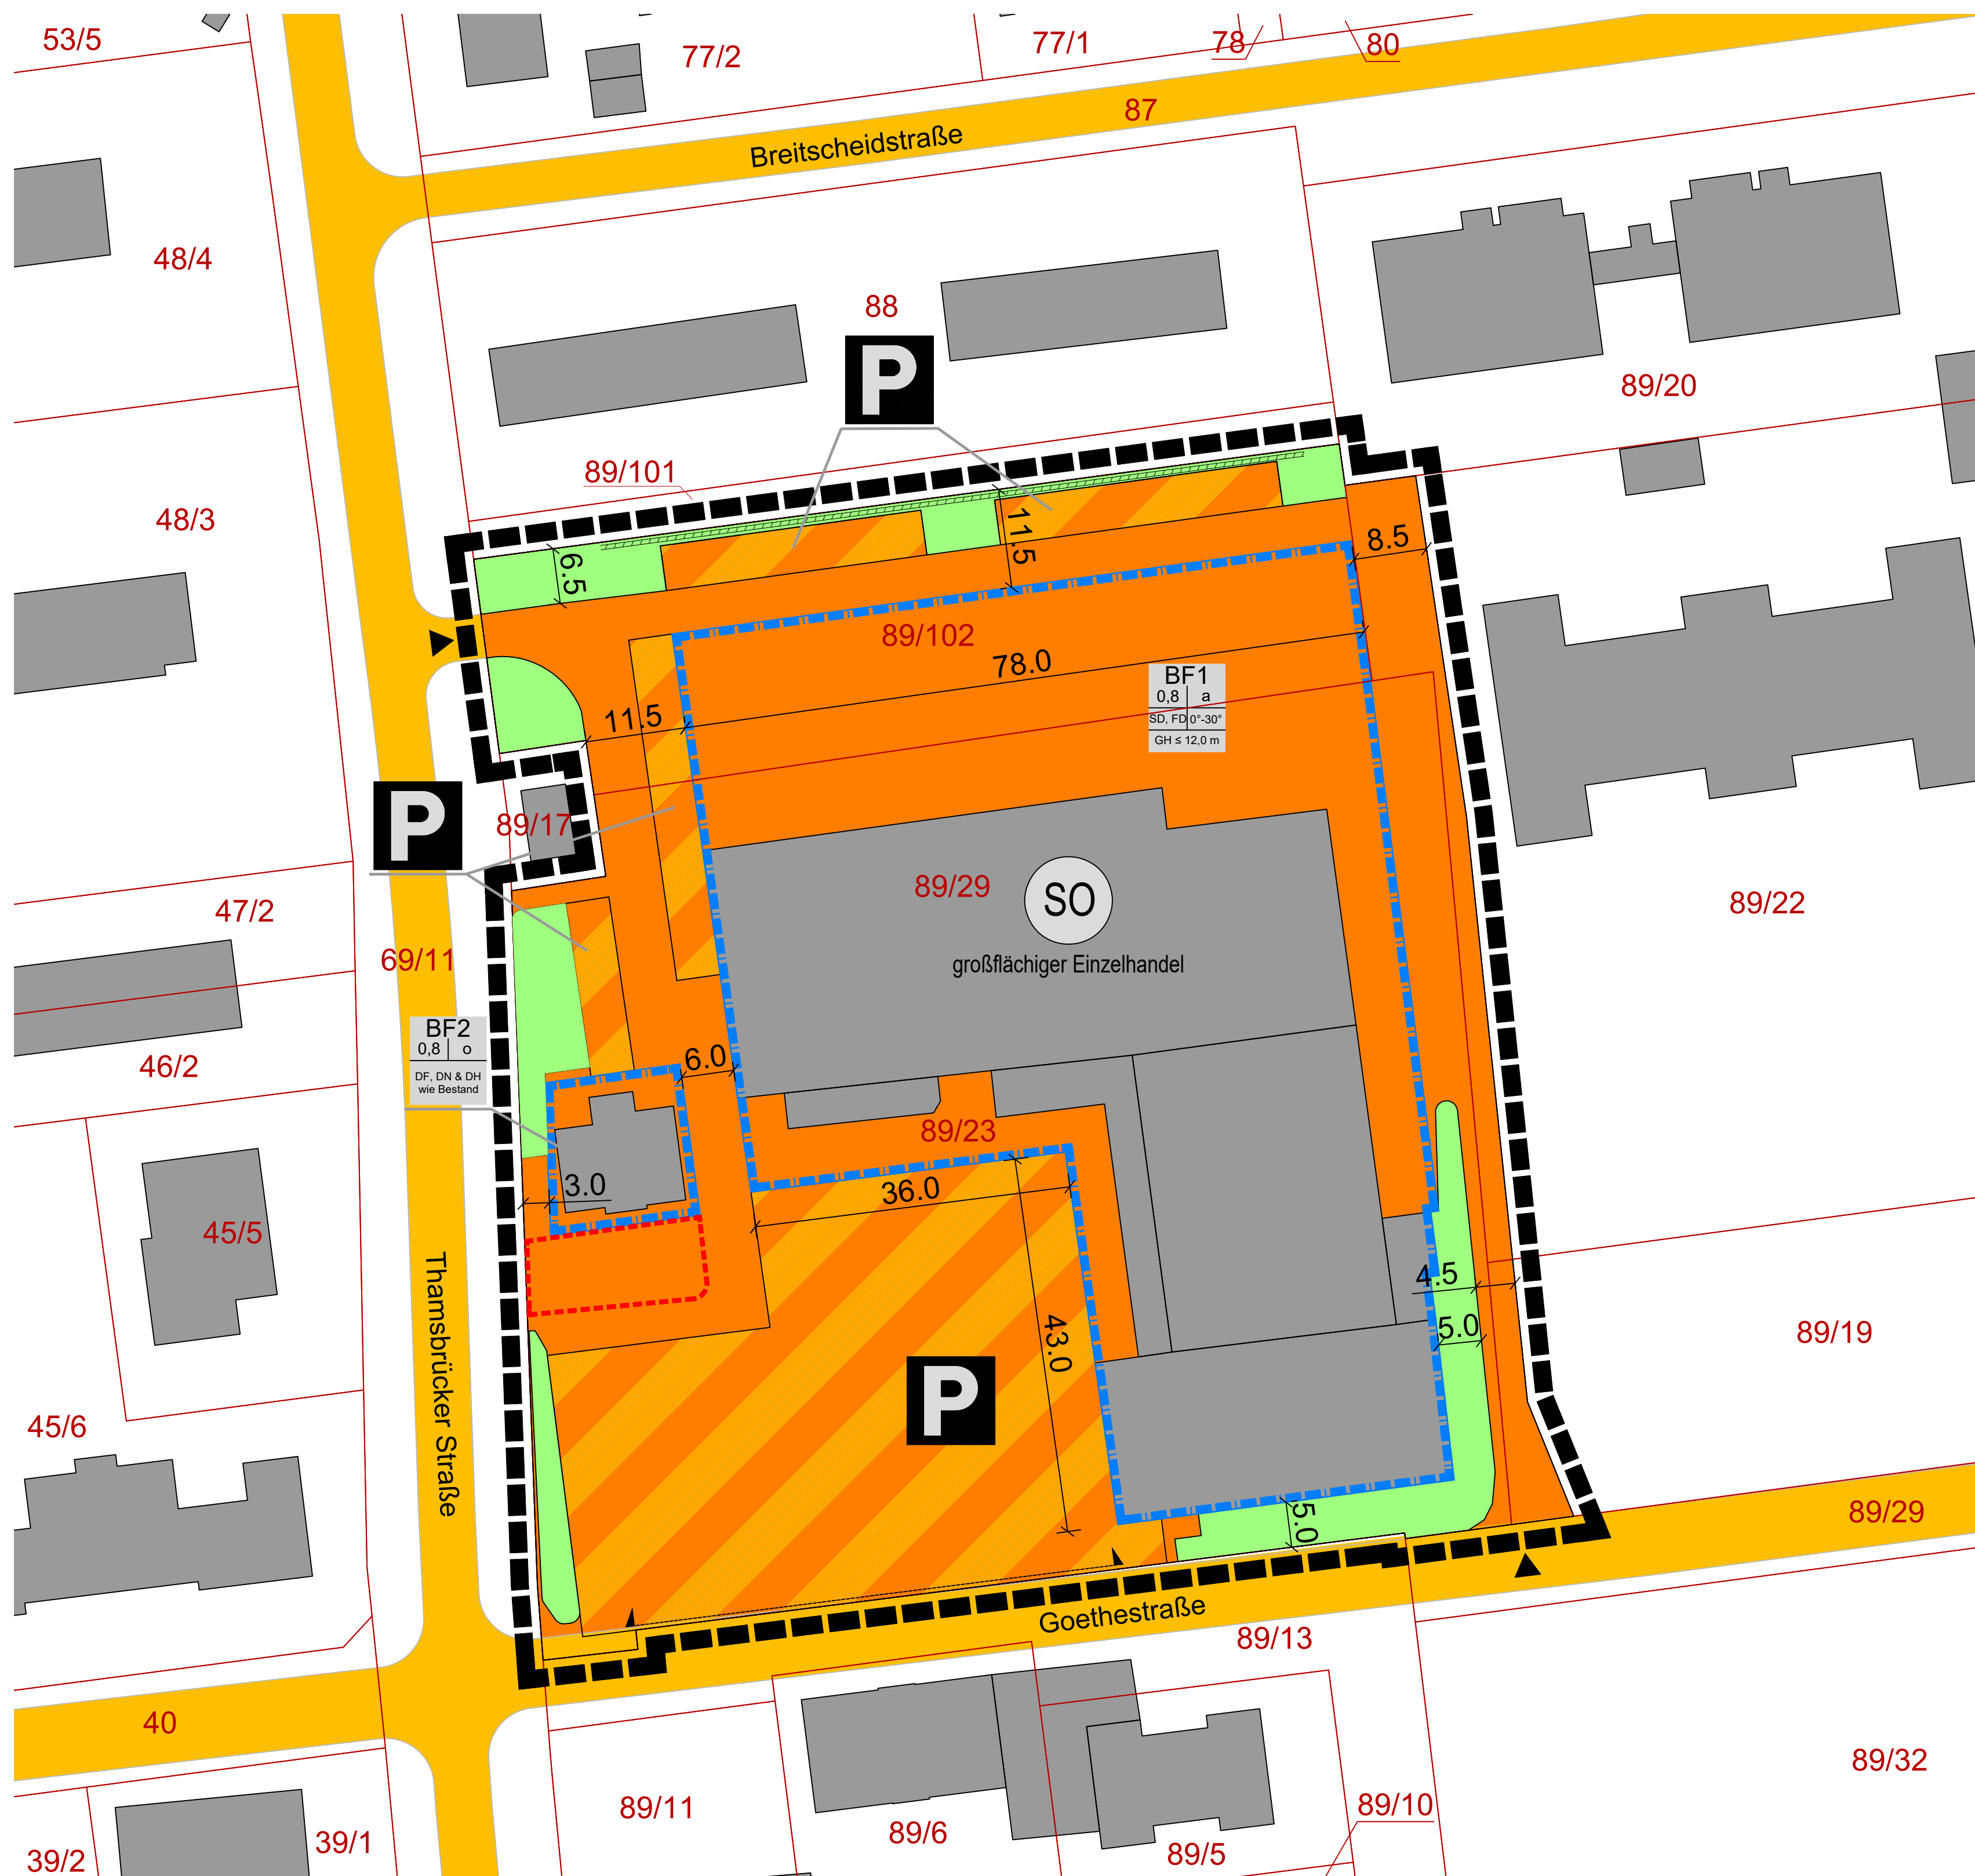 53/5
77/2
77/1
78
80
87
Breitscheidstraße
48/4
88
P
89/20
89/101
48/3
6.5
11.5
8.5
89/102
78.0
BF1
0,8 a
SD, FD 0°-30°
GH ≤ 12,0 m
11.5
P
89/17
89/29
SO
großflächiger Einzelhandel
89/22
47/2
69/11
46/2
BF2
0,8 o
DF, DN & DH
wie Bestand
6.0
89/23
3.0
36.0
45/5
Thamsbrücker Straße
4.5
5.0
43.0
89/19
P
45/6
5.0
89/29
Goethestraße
89/13
40
89/11
89/6
89/5
89/10
89/32
39/2
39/1